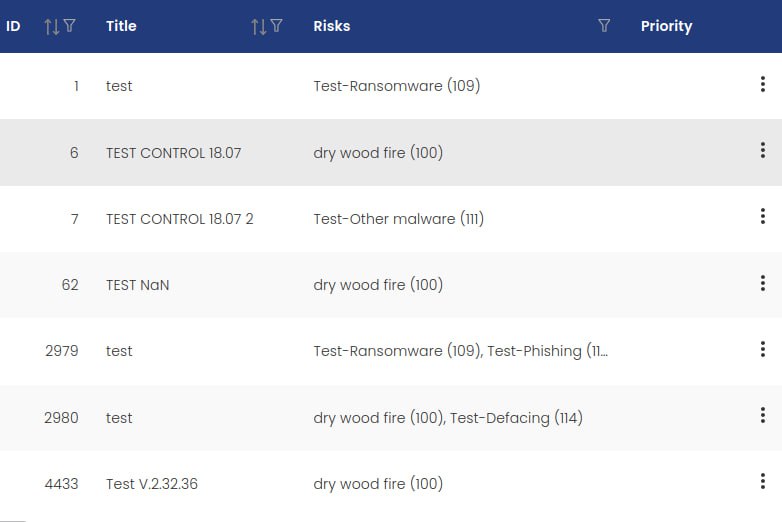 ID Title Risks Priority
1 test Test-Ransomware (109)
6 TEST CONTROL 18.07 dry wood fire (100)
7 TEST CONTROL 18.07 2 Test-Other malware (111)
62 TEST NaN dry wood fire (100)
2979 test Test-Ransomware (109), Test-Phishing (11...
2980 test dry wood fire (100), Test-Defacing (114)
4433 Test V.2.32.36 dry wood fire (100)